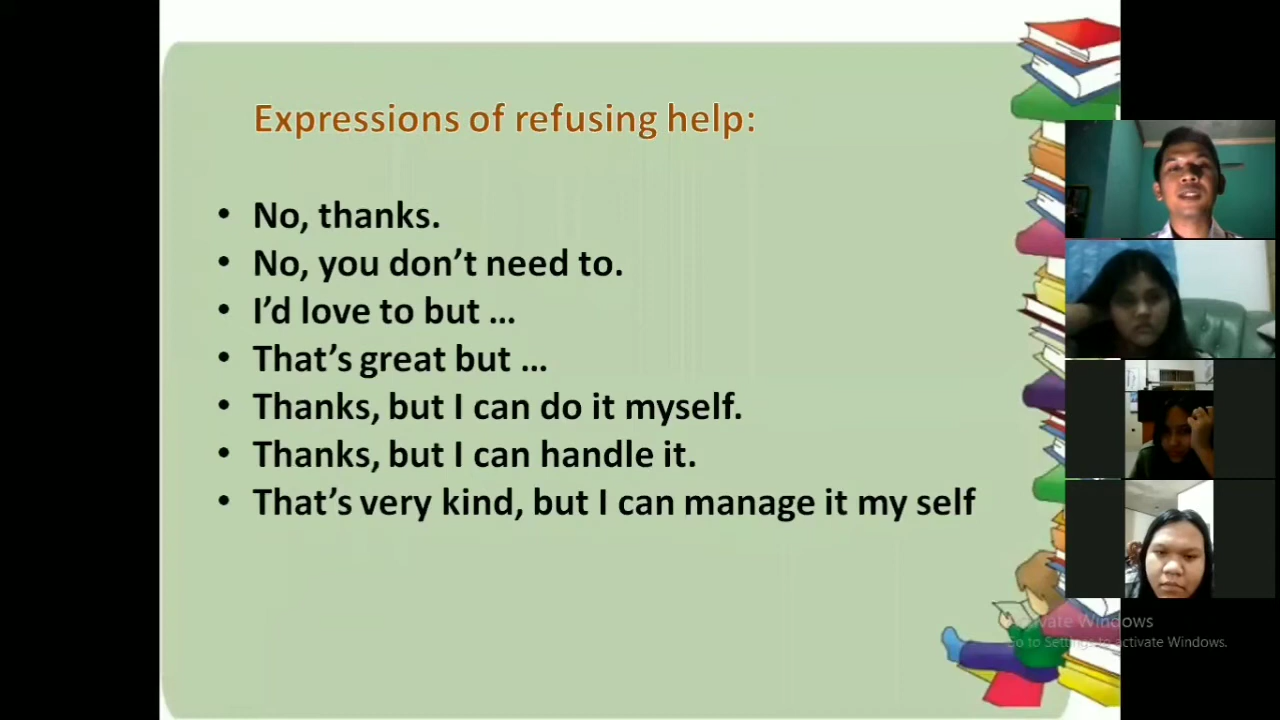 Expressions of refusing help:
• No, thanks.
• No, you don't need to.
• I'd love to but ...
• That's great but ...
• Thanks, but I can do it myself.
• Thanks, but I can handle it.
• That's very kind, but I can manage it my self
Activate Windows
Go to Settings to activate Windows.